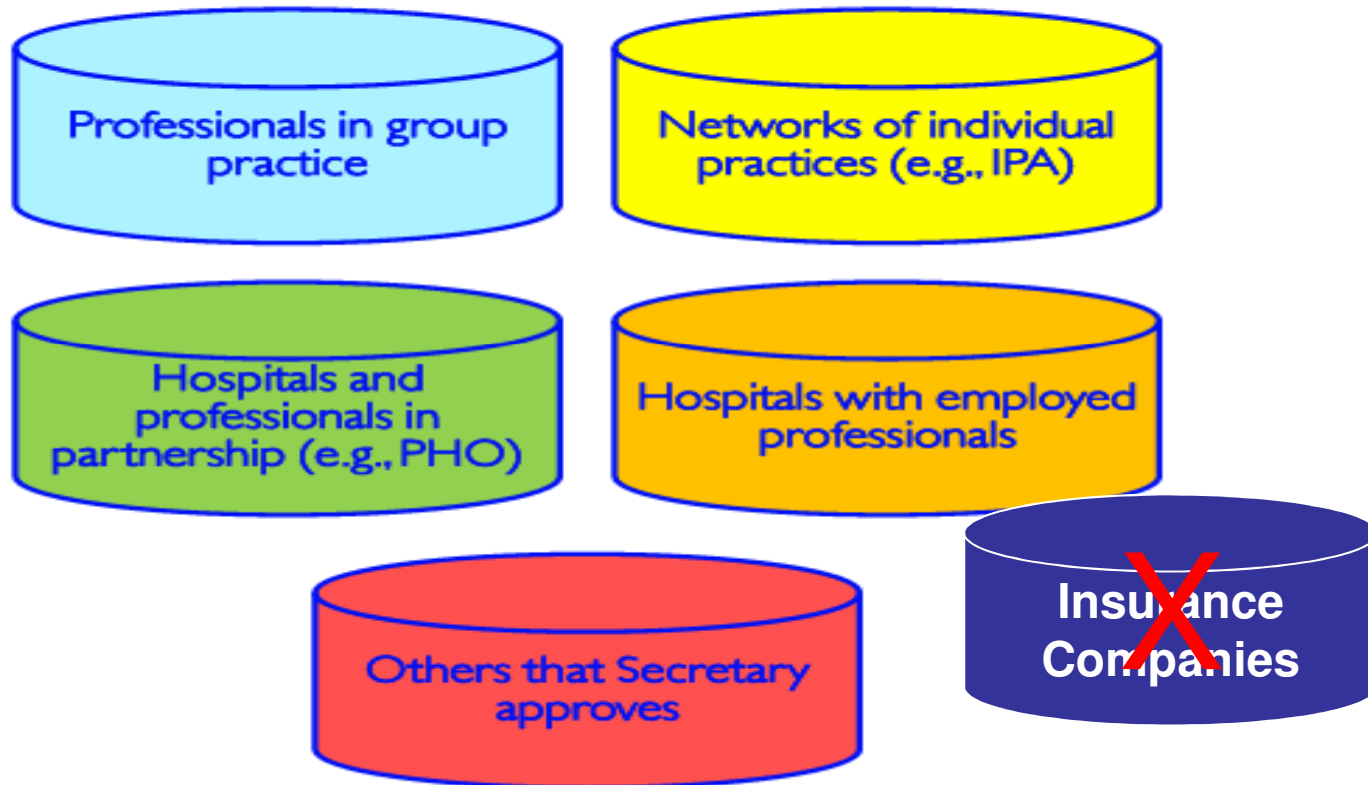 Professionals in group
practice
Networks of individual
practices (e.g., IPA)
Hospitals and
professionals in
partnership (e.g., PHO)
Hospitals with employed
professionals
Others that Secretary
approves
Insurance
Companies
X